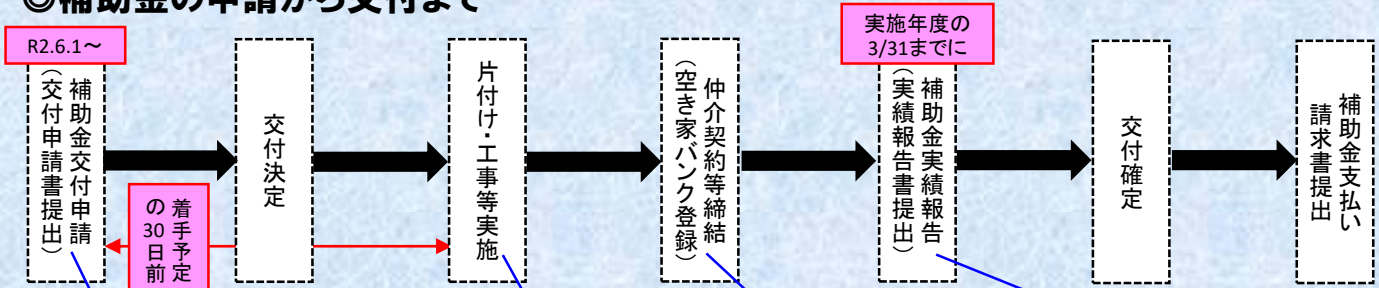 ◎補助金の申請から交付まで
R2.6.1～
補助金交付申請
（交付申請書提出）
着手予定
の30日前
交付決定
片付け・工事等実施
仲介契約等締結
（空き家バンク登録）
実施年度の
3/31までに
補助金実績報告
（実績報告書提出）
交付確定
補助金支払い
請求書提出